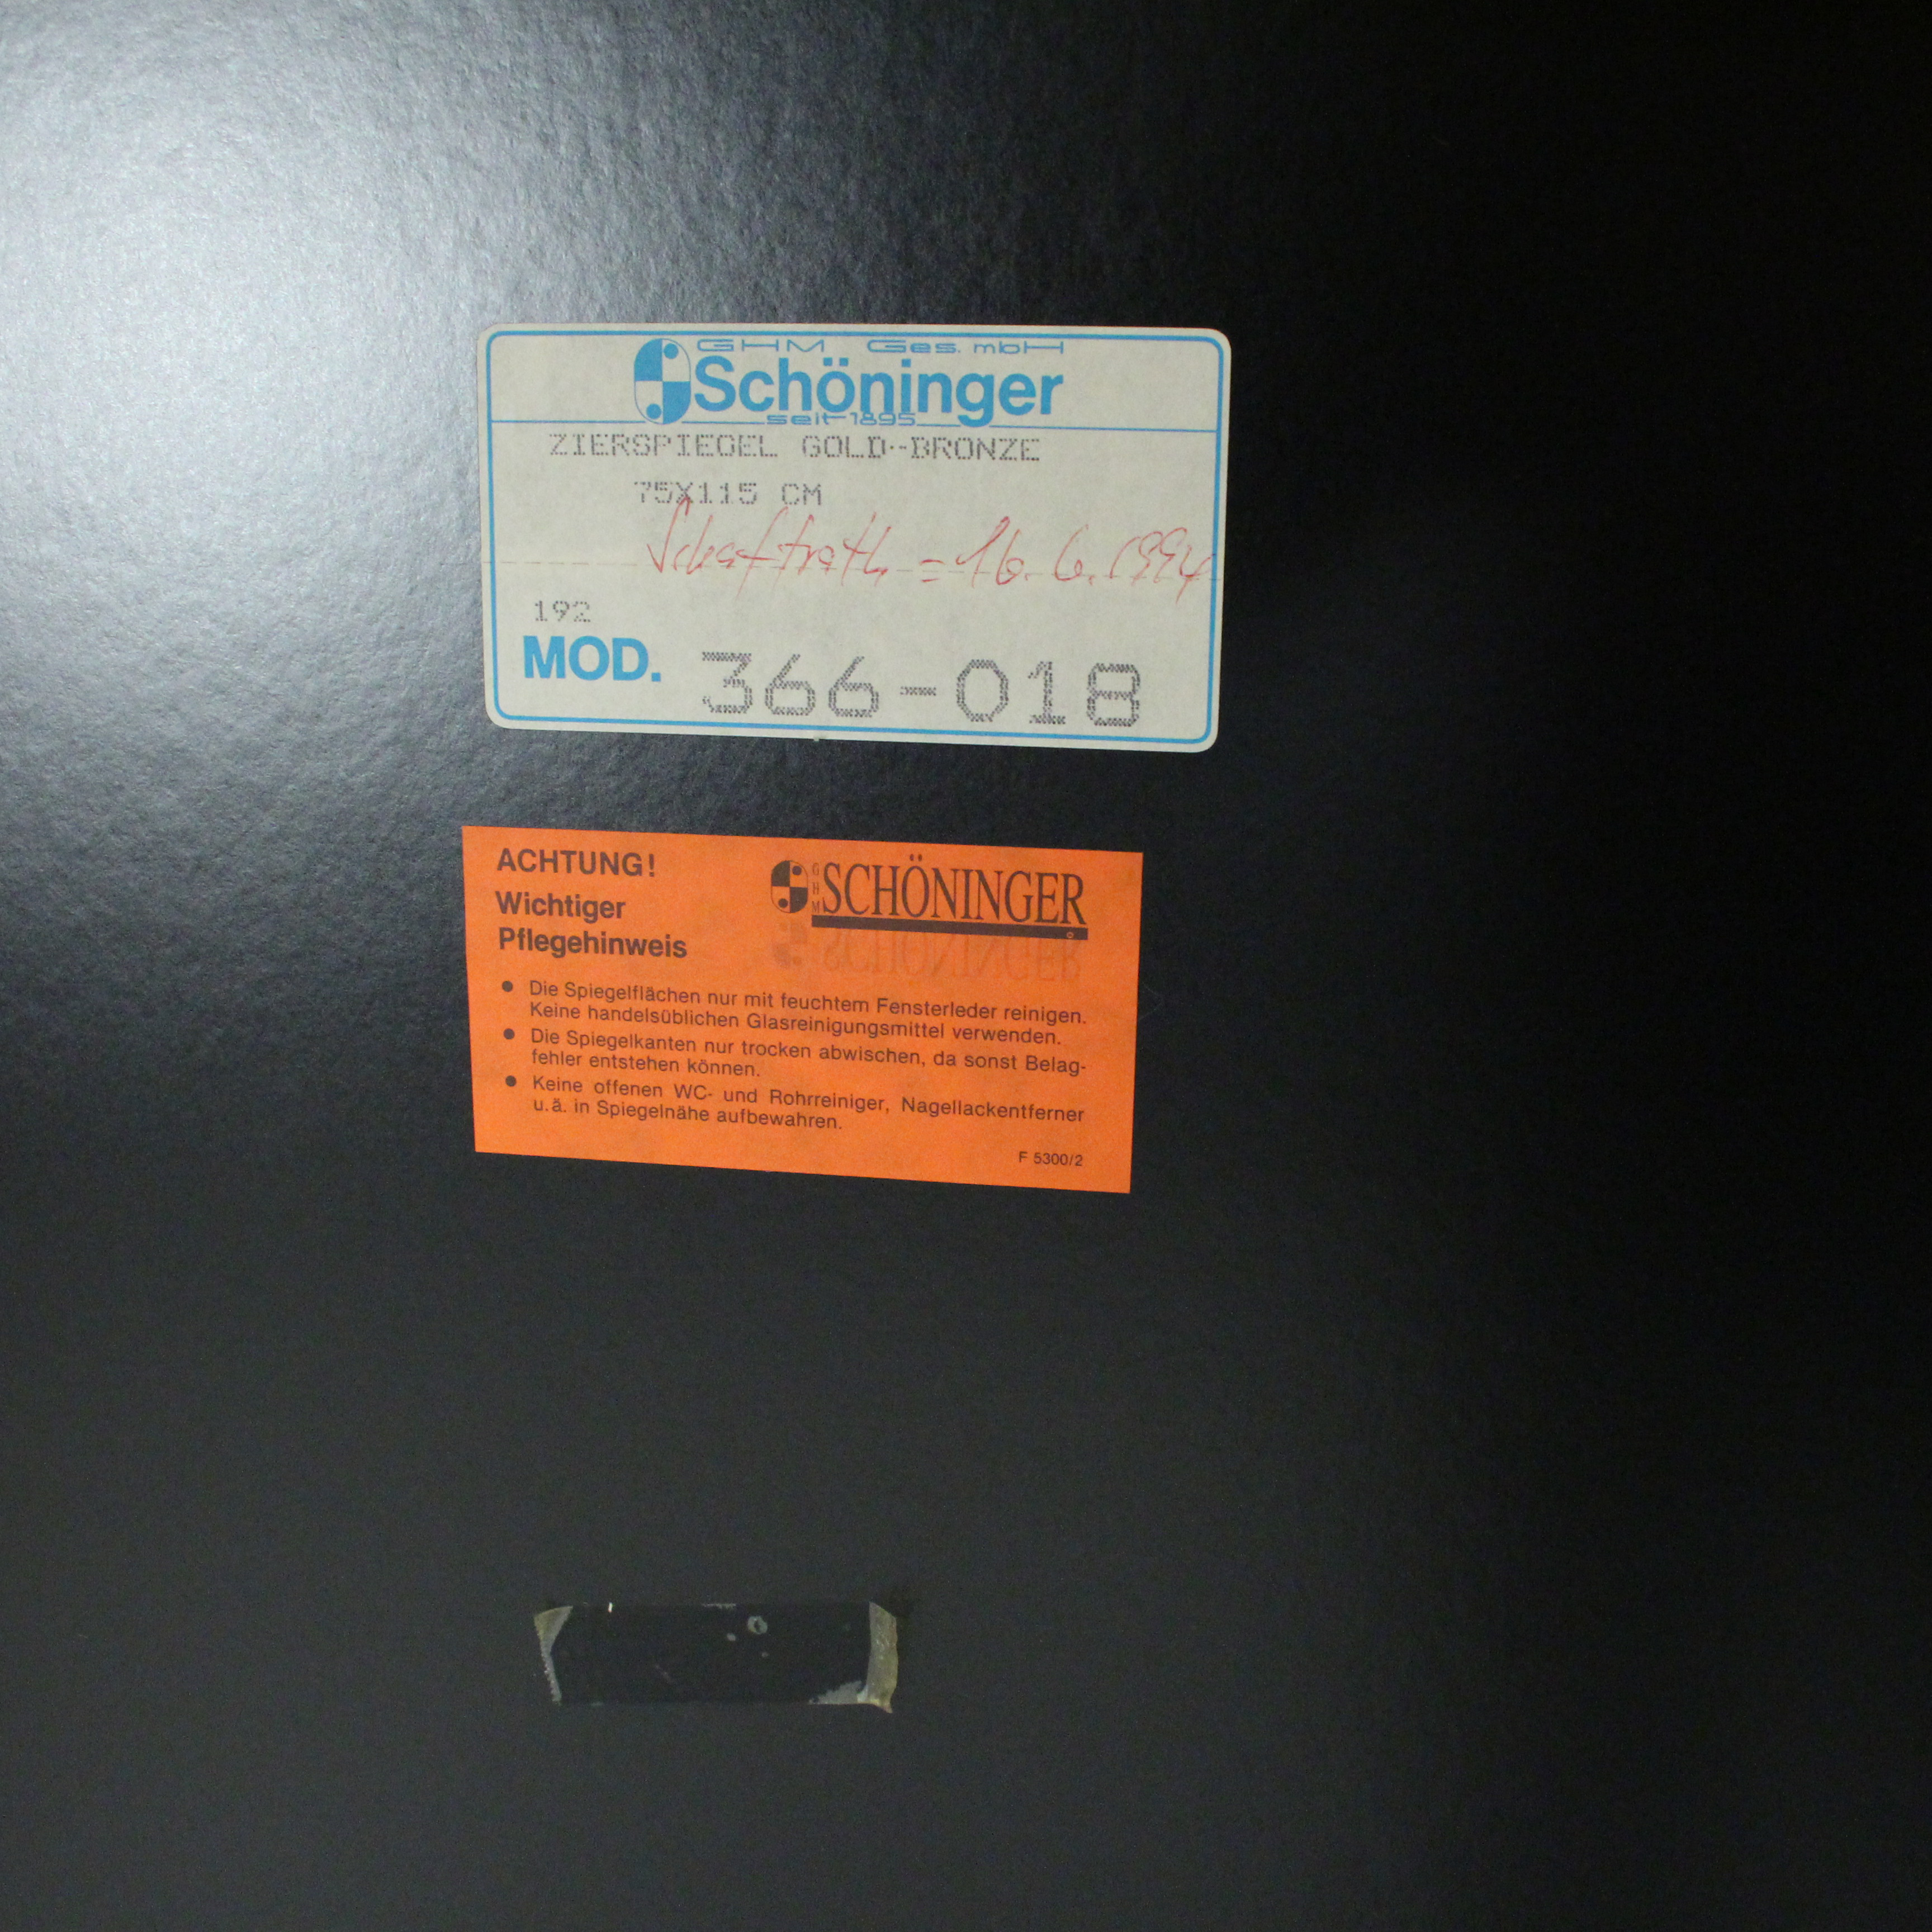 GHM Ges. mbH
Schöninger
seit 1895
ZIERSPIEGEL GOLD--BRONZE
75X115 CM
= 16. 6. 1994
192
MOD. 366-018
ACHTUNG!
GHM SCHÖNINGER
Wichtiger
Pflegehinweis
● Die Spiegelflächen nur mit feuchtem Fensterleder reinigen.
Keine handelsüblichen Glasreinigungsmittel verwenden.
● Die Spiegelkanten nur trocken abwischen, da sonst Belag-
fehler entstehen können.
● Keine offenen WC- und Rohrreiniger, Nagellackentferner
u.ä. in Spiegelnähe aufbewahren.
F 5300/2